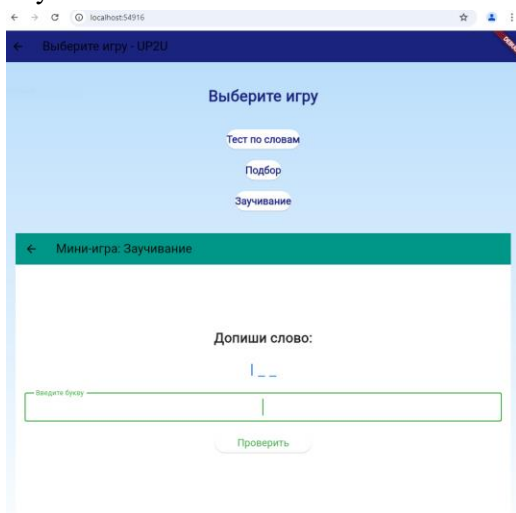 localhost:54916
Выберите игру - UP2U
Выберите игру
Тест по словам
Подбор
Заучивание
Мини-игра: Заучивание
Допиши слово:
l _ _
Введите букву
Проверить